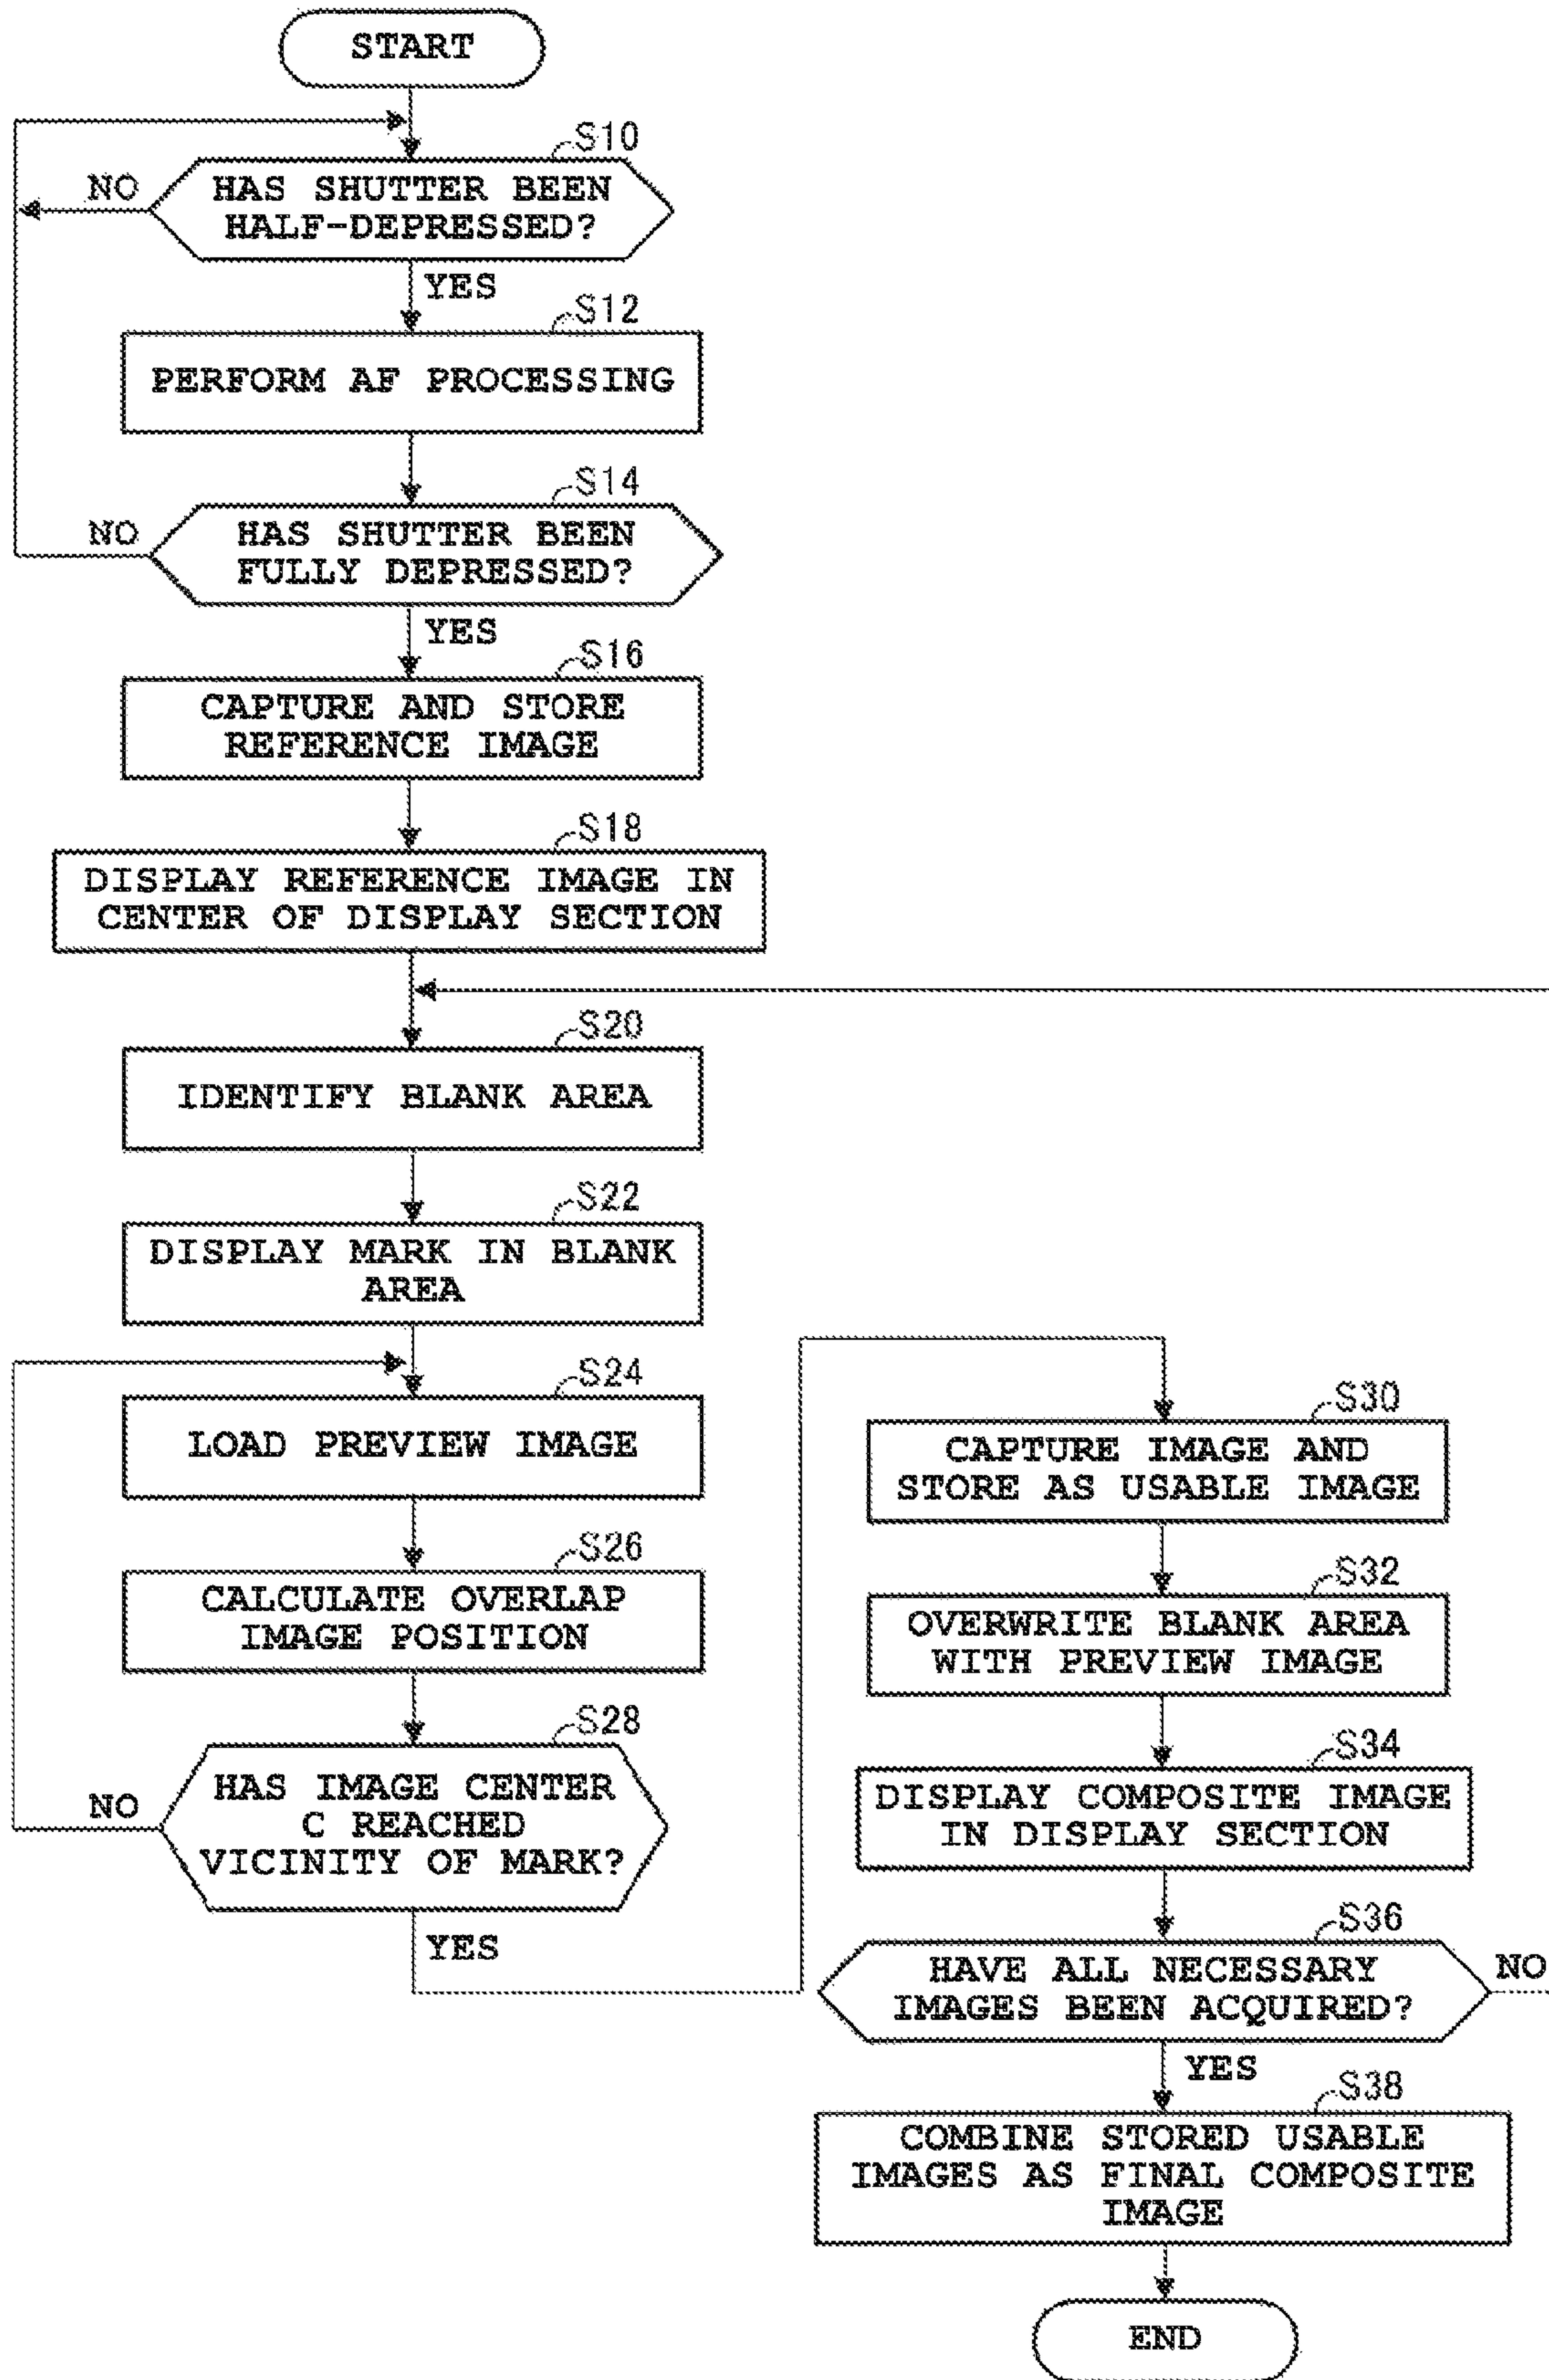 START
S10
HAS SHUTTER BEEN
HALF-DEPRESSED?
NO
YES
S12
PERFORM AF PROCESSING
S14
HAS SHUTTER BEEN
FULLY DEPRESSED?
NO
YES
S16
CAPTURE AND STORE
REFERENCE IMAGE
S18
DISPLAY REFERENCE IMAGE IN
CENTER OF DISPLAY SECTION
S20
IDENTIFY BLANK AREA
S22
DISPLAY MARK IN BLANK
AREA
S24
LOAD PREVIEW IMAGE
S26
CALCULATE OVERLAP
IMAGE POSITION
S28
HAS IMAGE CENTER
C REACHED
VICINITY OF MARK?
NO
YES
S30
CAPTURE IMAGE AND
STORE AS USABLE IMAGE
S32
OVERWRITE BLANK AREA
WITH PREVIEW IMAGE
S34
DISPLAY COMPOSITE IMAGE
IN DISPLAY SECTION
S36
HAVE ALL NECESSARY
IMAGES BEEN ACQUIRED?
NO
YES
S38
COMBINE STORED USABLE
IMAGES AS FINAL COMPOSITE
IMAGE
END